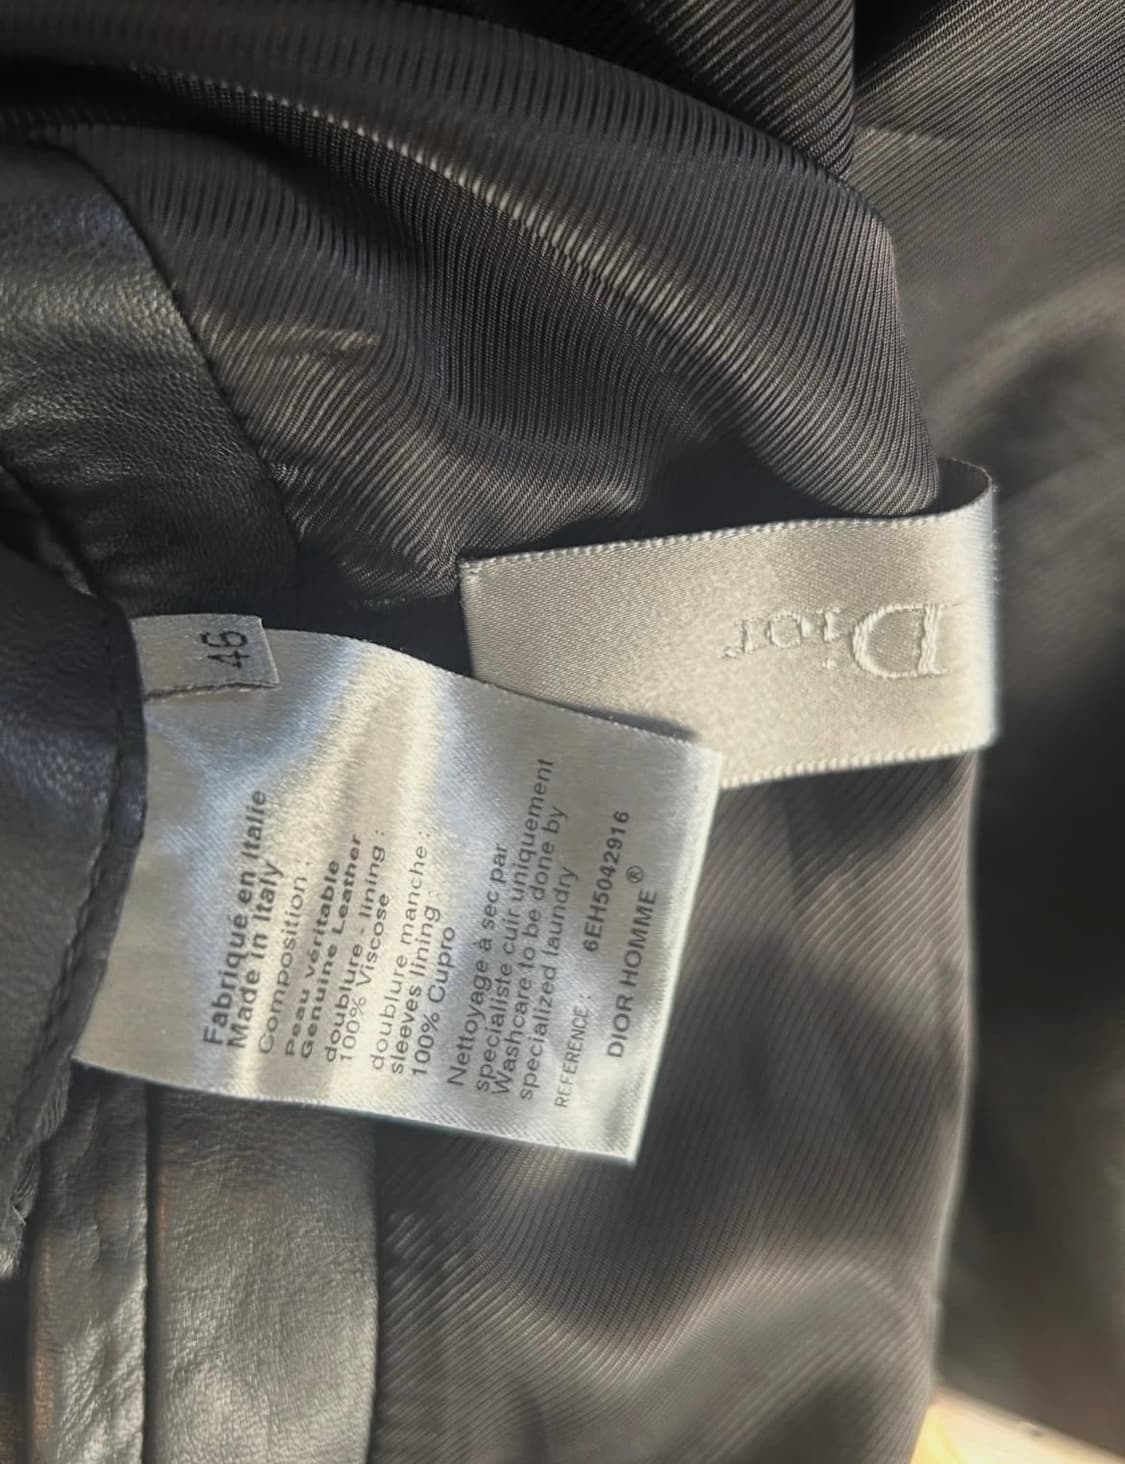 46
Fabriqué en Italie
Made in Italy
Composition :
Peau véritable
Genuine Leather
doublure - lining :
100% Viscose
doublure manche :
sleeves lining :
100% Cupro
Nettoyage à sec par
specialiste cuir uniquement
Washcare to be done by
specialized laundry
REFERENCE : 6EH5042916
DIOR HOMME®
Dior